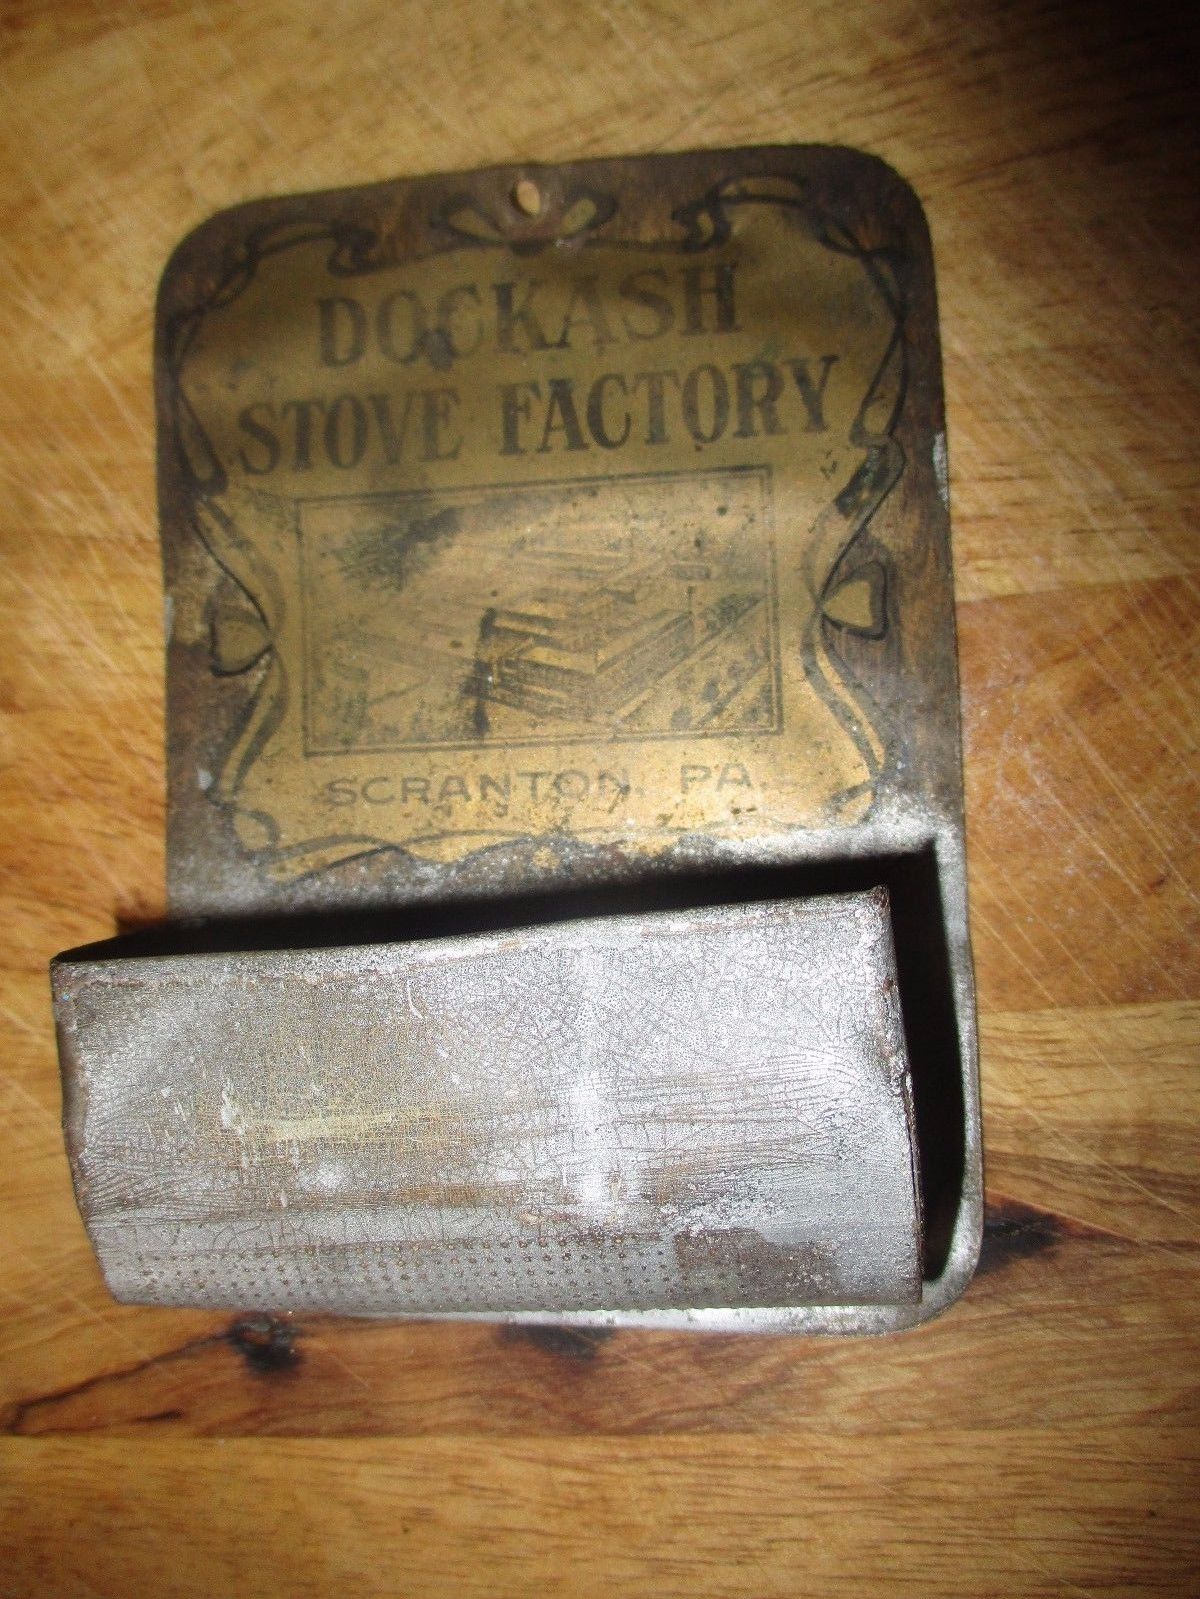 DOCKASH
STOVE FACTORY
SCRANTON, PA.